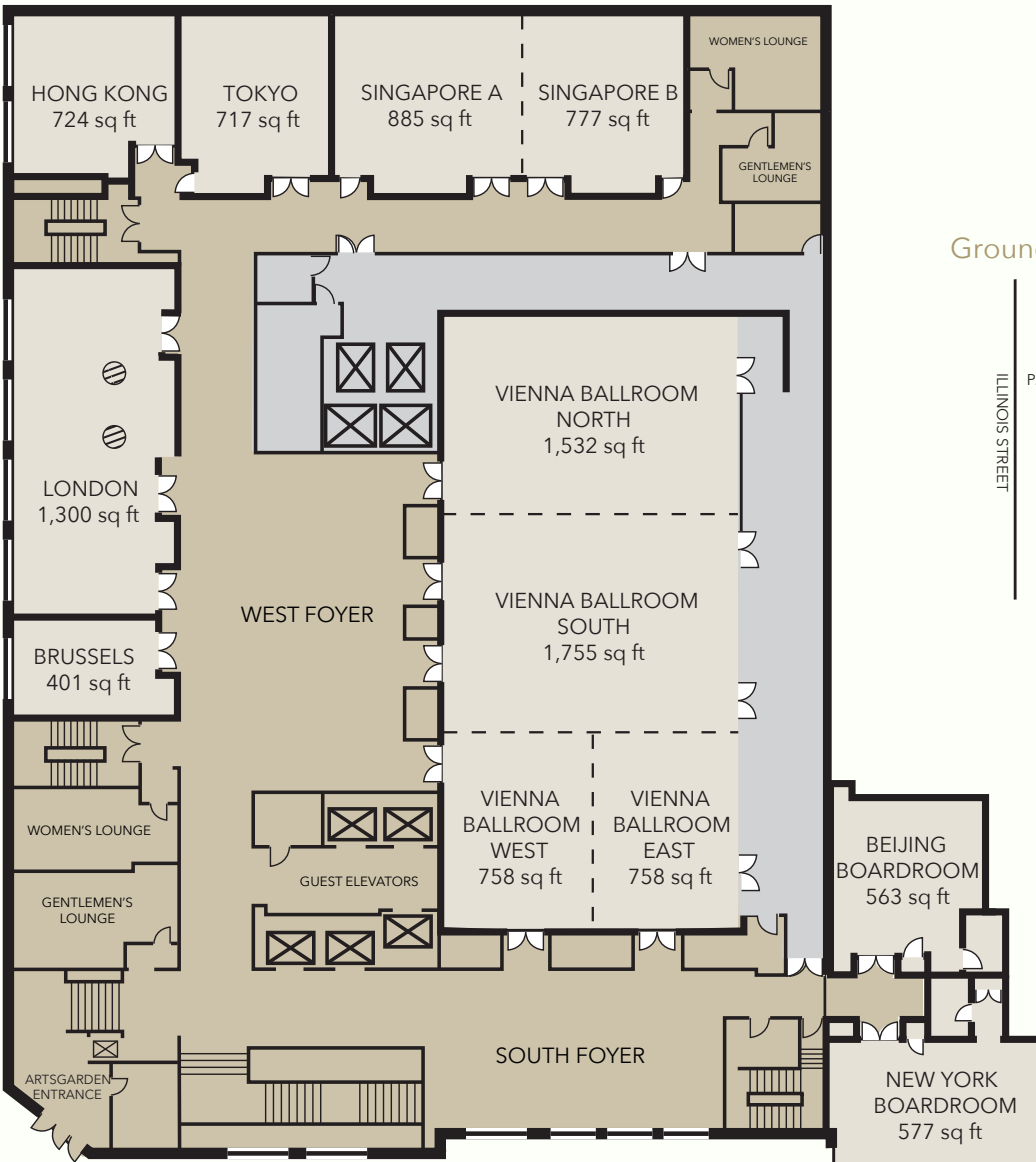 HONG KONG
724 sq ft
TOKYO
717 sq ft
SINGAPORE A
885 sq ft
SINGAPORE B
777 sq ft
WOMEN'S LOUNGE
GENTLEMEN'S
LOUNGE
LONDON
1,300 sq ft
WEST FOYER
VIENNA BALLROOM
NORTH
1,532 sq ft
VIENNA BALLROOM
SOUTH
1,755 sq ft
BRUSSELS
401 sq ft
VIENNA
BALLROOM
WEST
758 sq ft
VIENNA
BALLROOM
EAST
758 sq ft
WOMEN'S LOUNGE
GENTLEMEN'S
LOUNGE
GUEST ELEVATORS
BEIJING
BOARDROOM
563 sq ft
SOUTH FOYER
ARTSGARDEN
ENTRANCE
NEW YORK
BOARDROOM
577 sq ft
ILLINOIS STREET